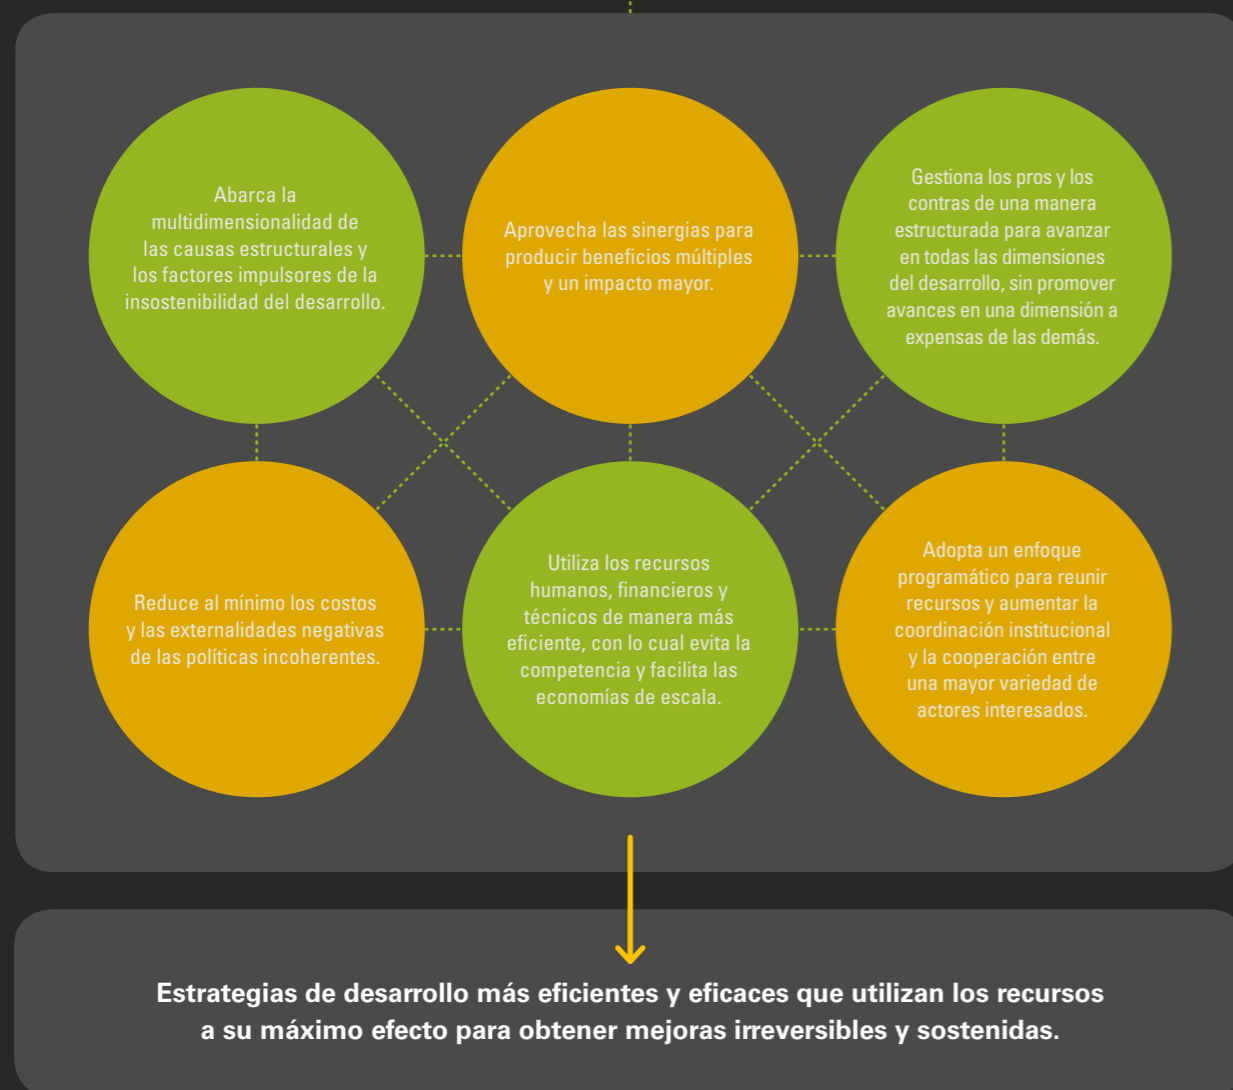 Abarca la
multidimensionalidad de
las causas estructurales y
los factores impulsores de la
insostenibilidad del desarrollo.
Aprovecha las sinergias para
producir beneficios múltiples
y un impacto mayor.
Gestiona los pros y los
contras de una manera
estructurada para avanzar
en todas las dimensiones
del desarrollo, sin promover
avances en una dimensión a
expensas de las demás.
Reduce al mínimo los costos
y las externalidades negativas
de las políticas incoherentes.
Utiliza los recursos
humanos, financieros y
técnicos de manera más
eficiente, con lo cual evita la
competencia y facilita las
economías de escala.
Adopta un enfoque
programático para reunir
recursos y aumentar la
coordinación institucional
y la cooperación entre
una mayor variedad de
actores interesados.
Estrategias de desarrollo más eficientes y eficaces que utilizan los recursos
a su máximo efecto para obtener mejoras irreversibles y sostenidas.